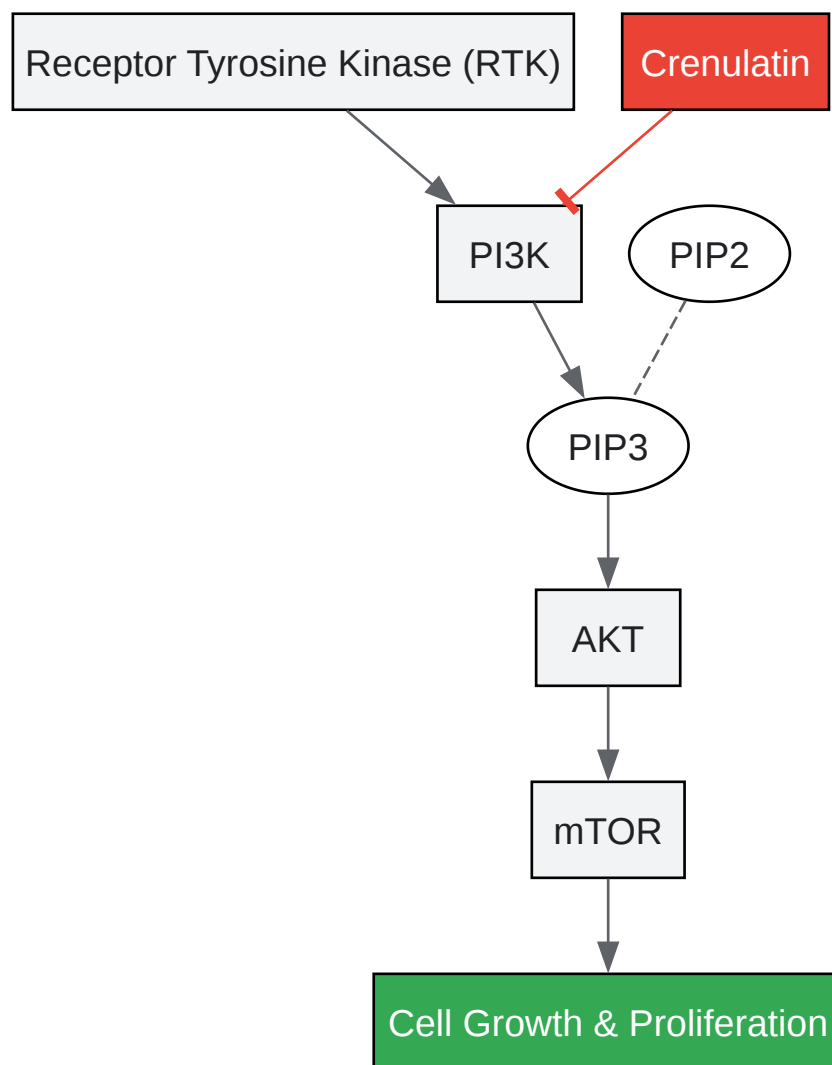 Receptor Tyrosine Kinase (RTK)
Crenulatin
PI3K
PIP2
PIP3
AKT
mTOR
Cell Growth & Proliferation